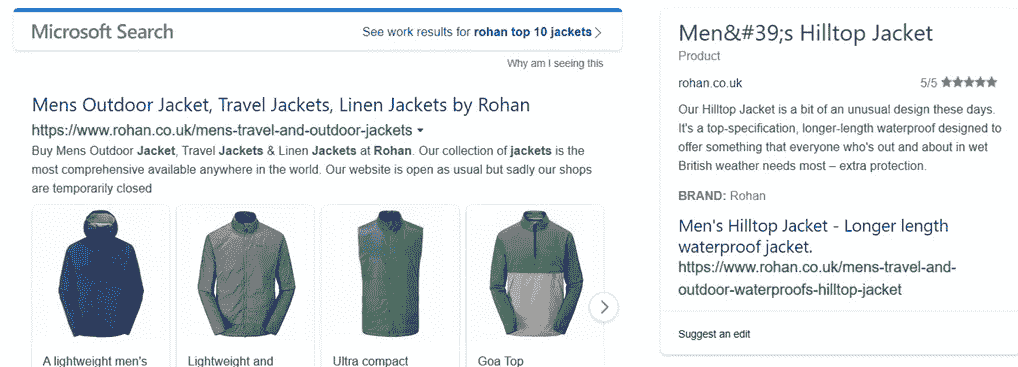 Microsoft Search
See work results for rohan top 10 jackets
Why am I seeing this
Mens Outdoor Jacket, Travel Jackets, Linen Jackets by Rohan
https://www.rohan.co.uk/mens-travel-and-outdoor-jackets
Buy Mens Outdoor Jacket, Travel Jackets & Linen Jackets at Rohan. Our collection of jackets is the
most comprehensive available anywhere in the world. Our website is open as usual but sadly our shops
are temporarily closed
A lightweight men's
Lightweight and
Ultra compact
Goa Top
Men&#39;s Hilltop Jacket
Product
rohan.co.uk 5/5
Our Hilltop Jacket is a bit of an unusual design these days.
It's a top-specification, longer-length waterproof designed to
offer something that everyone who's out and about in wet
British weather needs most – extra protection.
BRAND: Rohan
Men's Hilltop Jacket - Longer length
waterproof jacket.
https://www.rohan.co.uk/mens-travel-and-
outdoor-waterproofs-hilltop-jacket
Suggest an edit